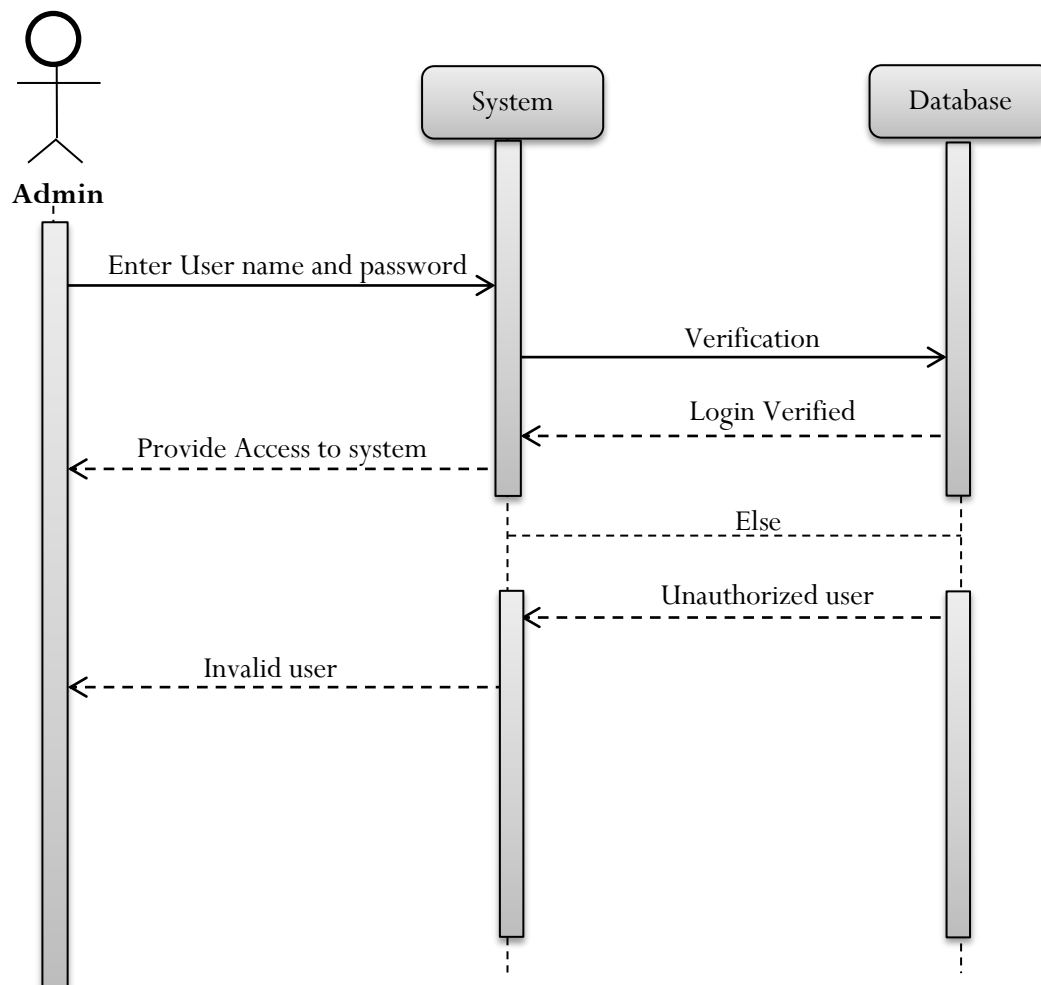 System
Database
Admin
Enter User name and password
Verification
Login Verified
Provide Access to system
Else
Unauthorized user
Invalid user